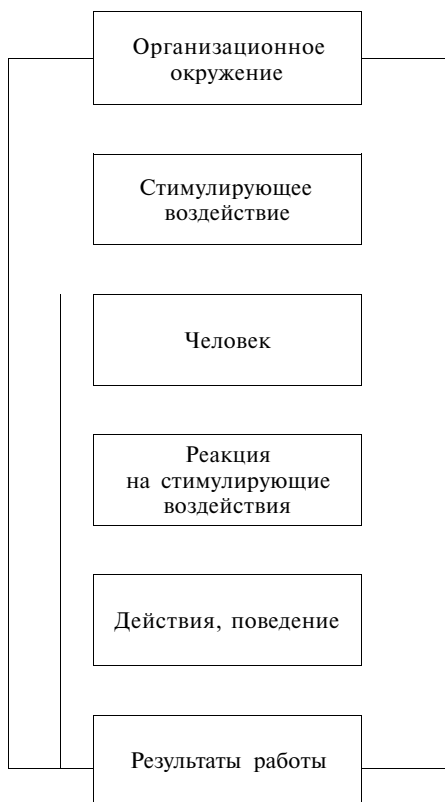 Организационное
окружение
Стимулирующее
воздействие
Человек
Реакция
на стимулирующие
воздействия
Действия, поведение
Результаты работы